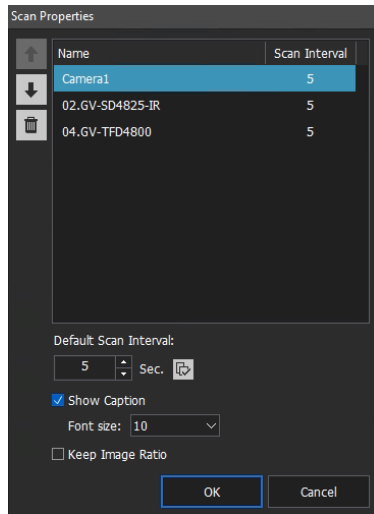 Scan Properties
Name Scan Interval
Camera1 5
02.GV-SD4825-IR 5
04.GV-TFD4800 5
Default Scan Interval:
5 Sec.
Show Caption
Font size: 10
Keep Image Ratio
OK Cancel